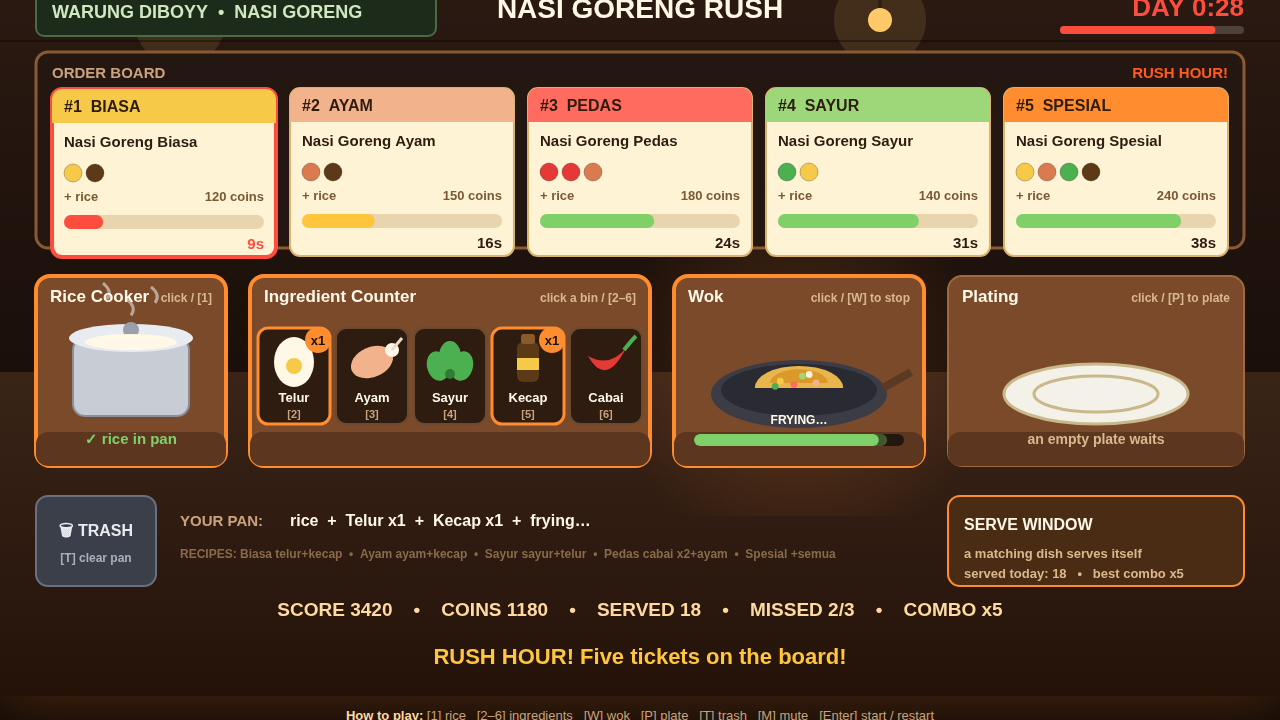 WARUNG DIBOYY • NASI GORENG
NASI GORENG RUSH
DAY 0:28
ORDER BOARD
RUSH HOUR!
#1 BIASA
Nasi Goreng Biasa
+ rice 120 coins
9s
#2 AYAM
Nasi Goreng Ayam
+ rice 150 coins
16s
#3 PEDAS
Nasi Goreng Pedas
+ rice 180 coins
24s
#4 SAYUR
Nasi Goreng Sayur
+ rice 140 coins
31s
#5 SPESIAL
Nasi Goreng Spesial
+ rice 240 coins
38s
Rice Cooker click / [1]
✓ rice in pan
Ingredient Counter click a bin / [2–6]
x1
Telur
[2]
Ayam
[3]
Sayur
[4]
x1
Kecap
[5]
Cabai
[6]
Wok click / [W] to stop
FRYING…
Plating click / [P] to plate
an empty plate waits
TRASH
[T] clear pan
YOUR PAN: rice + Telur x1 + Kecap x1 + frying…
RECIPES: Biasa telur+kecap • Ayam ayam+kecap • Sayur sayur+telur • Pedas cabai x2+ayam • Spesial +semua
SERVE WINDOW
a matching dish serves itself
served today: 18 • best combo x5
SCORE 3420 • COINS 1180 • SERVED 18 • MISSED 2/3 • COMBO x5
RUSH HOUR! Five tickets on the board!
How to play: [1] rice [2–6] ingredients [W] wok [P] plate [T] trash [M] mute [Enter] start / restart